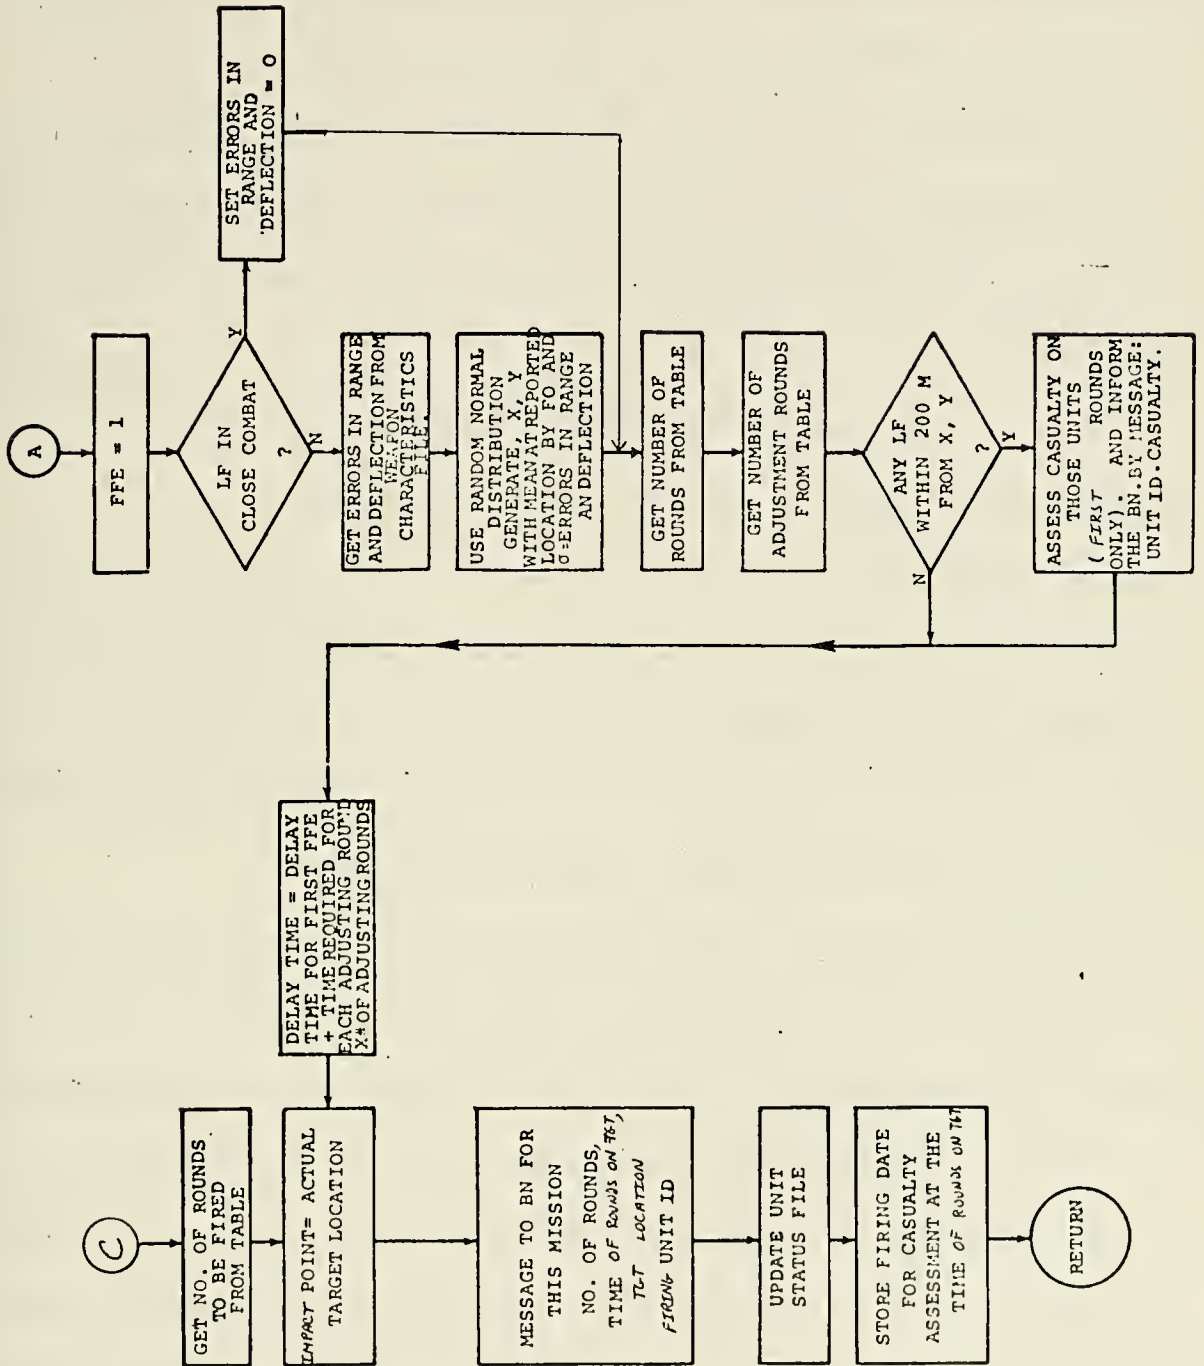 A
FFE = 1
LF IN
CLOSE COMBAT
?
Y
N
SET ERRORS IN
RANGE AND
DEFLECTION = 0
GET ERRORS IN RANGE
AND DEFLECTION FROM
WEAPON
CHARACTERISTICS
FILE.
USE RANDOM NORMAL
DISTRIBUTION
GENERATE, X, Y
WITH MEAN AT REPORTED
LOCATION BY FO AND
σ=ERRORS IN RANGE
AN DEFLECTION
GET NUMBER OF
ROUNDS FROM TABLE
GET NUMBER OF
ADJUSTMENT ROUNDS
FROM TABLE
ANY LF
WITHIN 200 M
FROM X, Y
?
N
Y
ASSESS CASUALTY ON
THOSE UNITS
(FIRST ROUNDS
ONLY). AND INFORM
THE BN.BY MESSAGE:
UNIT ID.CASUALTY.
DELAY TIME = DELAY
TIME FOR FIRST FFE
+ TIME REQUIRED FOR
EACH ADJUSTING ROUND
X# OF ADJUSTING ROUNDS
C
GET NO. OF ROUNDS
TO BE FIRED
FROM TABLE
IMPACT POINT= ACTUAL
TARGET LOCATION
MESSAGE TO BN FOR
THIS MISSION
NO. OF ROUNDS,
TIME OF ROUNDS ON TGT,
TGT LOCATION
FIRING UNIT ID
UPDATE UNIT
STATUS FILE
STORE FIRING DATE
FOR CASUALTY
ASSESSMENT AT THE
TIME OF ROUNDS ON TGT
RETURN